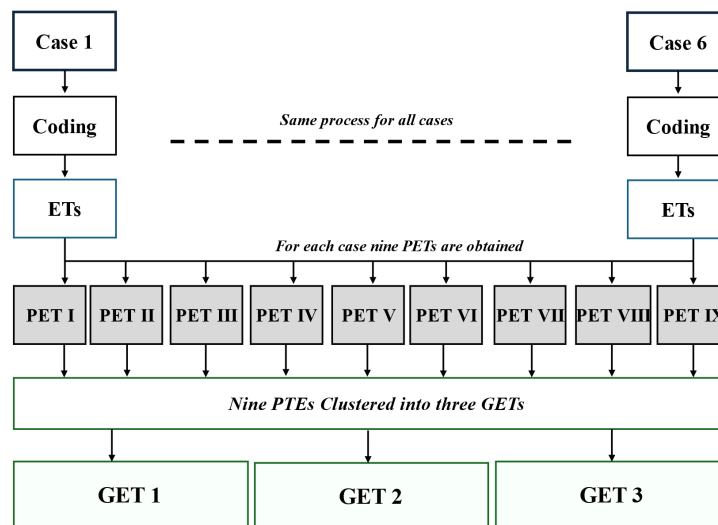 Case 1
Case 6
Coding
Same process for all cases
Coding
ETs
ETs
For each case nine PETs are obtained
PET I
PET II
PET III
PET IV
PET V
PET VI
PET VII
PET VIII
PET IX
Nine PTEs Clustered into three GETs
GET 1
GET 2
GET 3